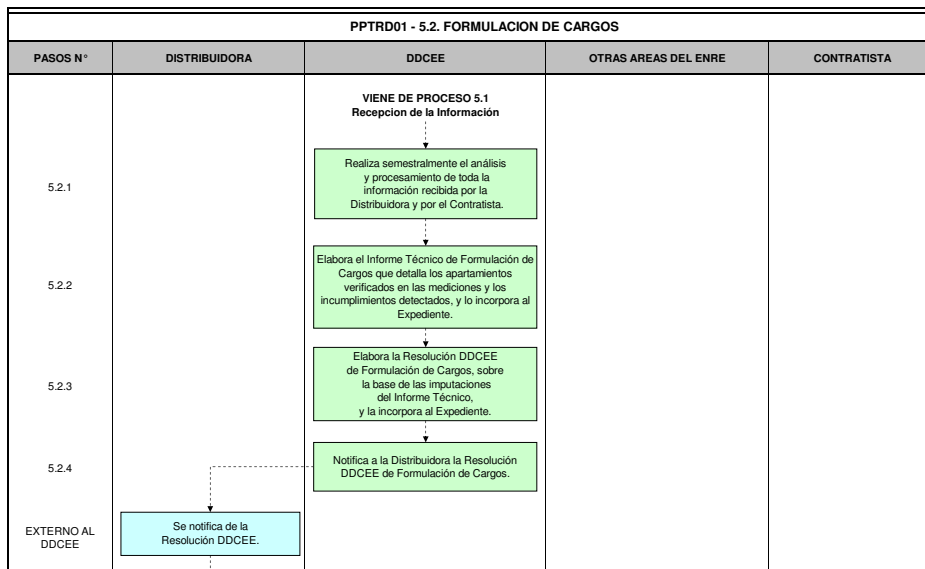 PPTRD01 - 5.2. FORMULACION DE CARGOS
PASOS N°
DISTRIBUIDORA
DDCEE
OTRAS AREAS DEL ENRE
CONTRATISTA
VIENE DE PROCESO 5.1
Recepcion de la Información
5.2.1
Realiza semestralmente el análisis
y procesamiento de toda la
información recibida por la
Distribuidora y por el Contratista.
5.2.2
Elabora el Informe Técnico de Formulación de
Cargos que detalla los apartamientos
verificados en las mediciones y los
incumplimientos detectados, y lo incorpora al
Expediente.
5.2.3
Elabora la Resolución DDCEE
de Formulación de Cargos, sobre
la base de las imputaciones
del Informe Técnico,
y la incorpora al Expediente.
5.2.4
Notifica a la Distribuidora la Resolución
DDCEE de Formulación de Cargos.
EXTERNO AL
DDCEE
Se notifica de la
Resolución DDCEE.